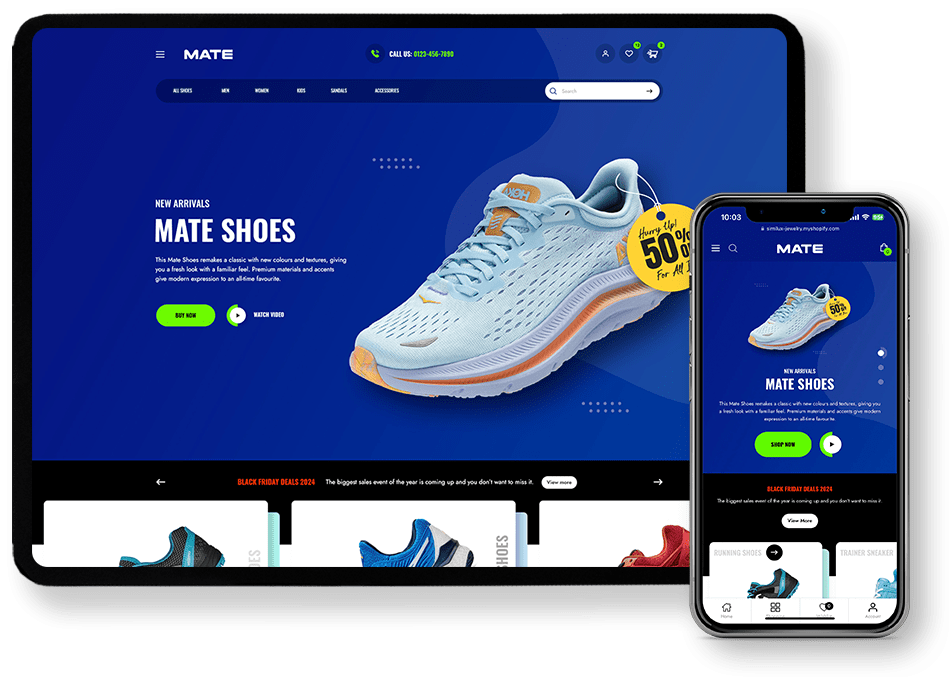 MATE
CALL US: 0123-456-7890
ALL SHOES MEN WOMEN KIDS SANDALS ACCESSORIES
Search
NEW ARRIVALS
MATE SHOES
This Mate Shoes remakes a classic with new colours and textures, giving
you a fresh look with a familiar feel. Premium materials and accents
give modern expression to an all-time favourite.
BUY NOW
WATCH VIDEO
HOKA
Hurry Up!
50%
For All
BLACK FRIDAY DEALS 2024 The biggest sales event of the year is coming up and you don't want to miss it. View more
SHOES
10:03
similux-jewelry.myshopify.com
MATE
0
50%
NEW ARRIVALS
MATE SHOES
This Mate Shoes remakes a classic with new colours and textures, giving you
a fresh look with a familiar feel. Premium materials and accents give modern
expression to an all-time favourite.
SHOP NOW
BLACK FRIDAY DEALS 2024
The biggest sales event of the year is coming up and you don't want to miss it.
View More
RUNNING SHOES
TRAINER SNEAKER
Home
Account